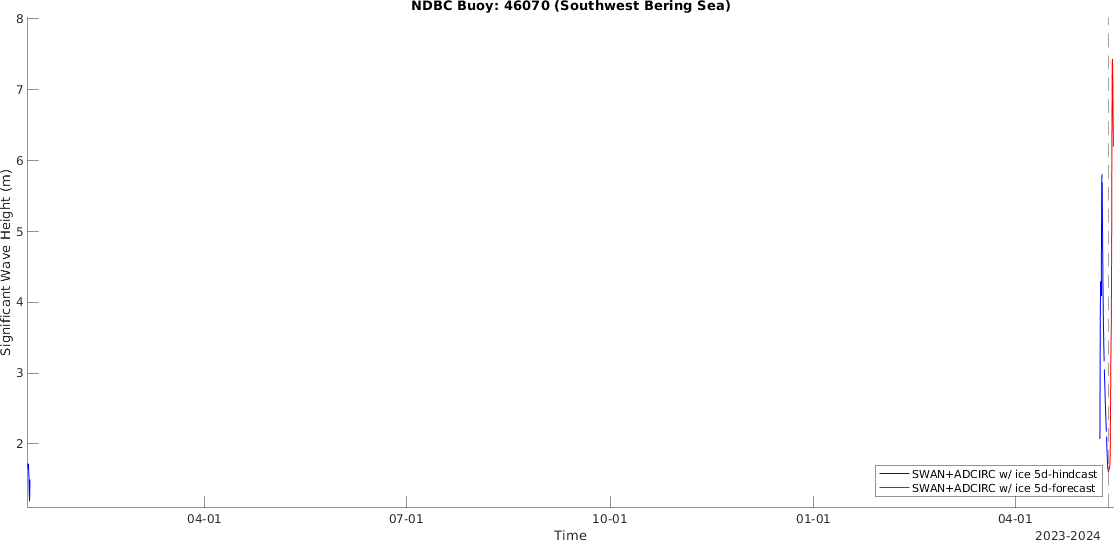 NDBC Buoy: 46070 (Southwest Bering Sea)
8
7
6
5
4
3
2
Significant Wave Height (m)
SWAN+ADCIRC w/ ice 5d-hindcast
SWAN+ADCIRC w/ ice 5d-forecast
04-01 07-01 10-01 01-01 04-01
Time
2023-2024